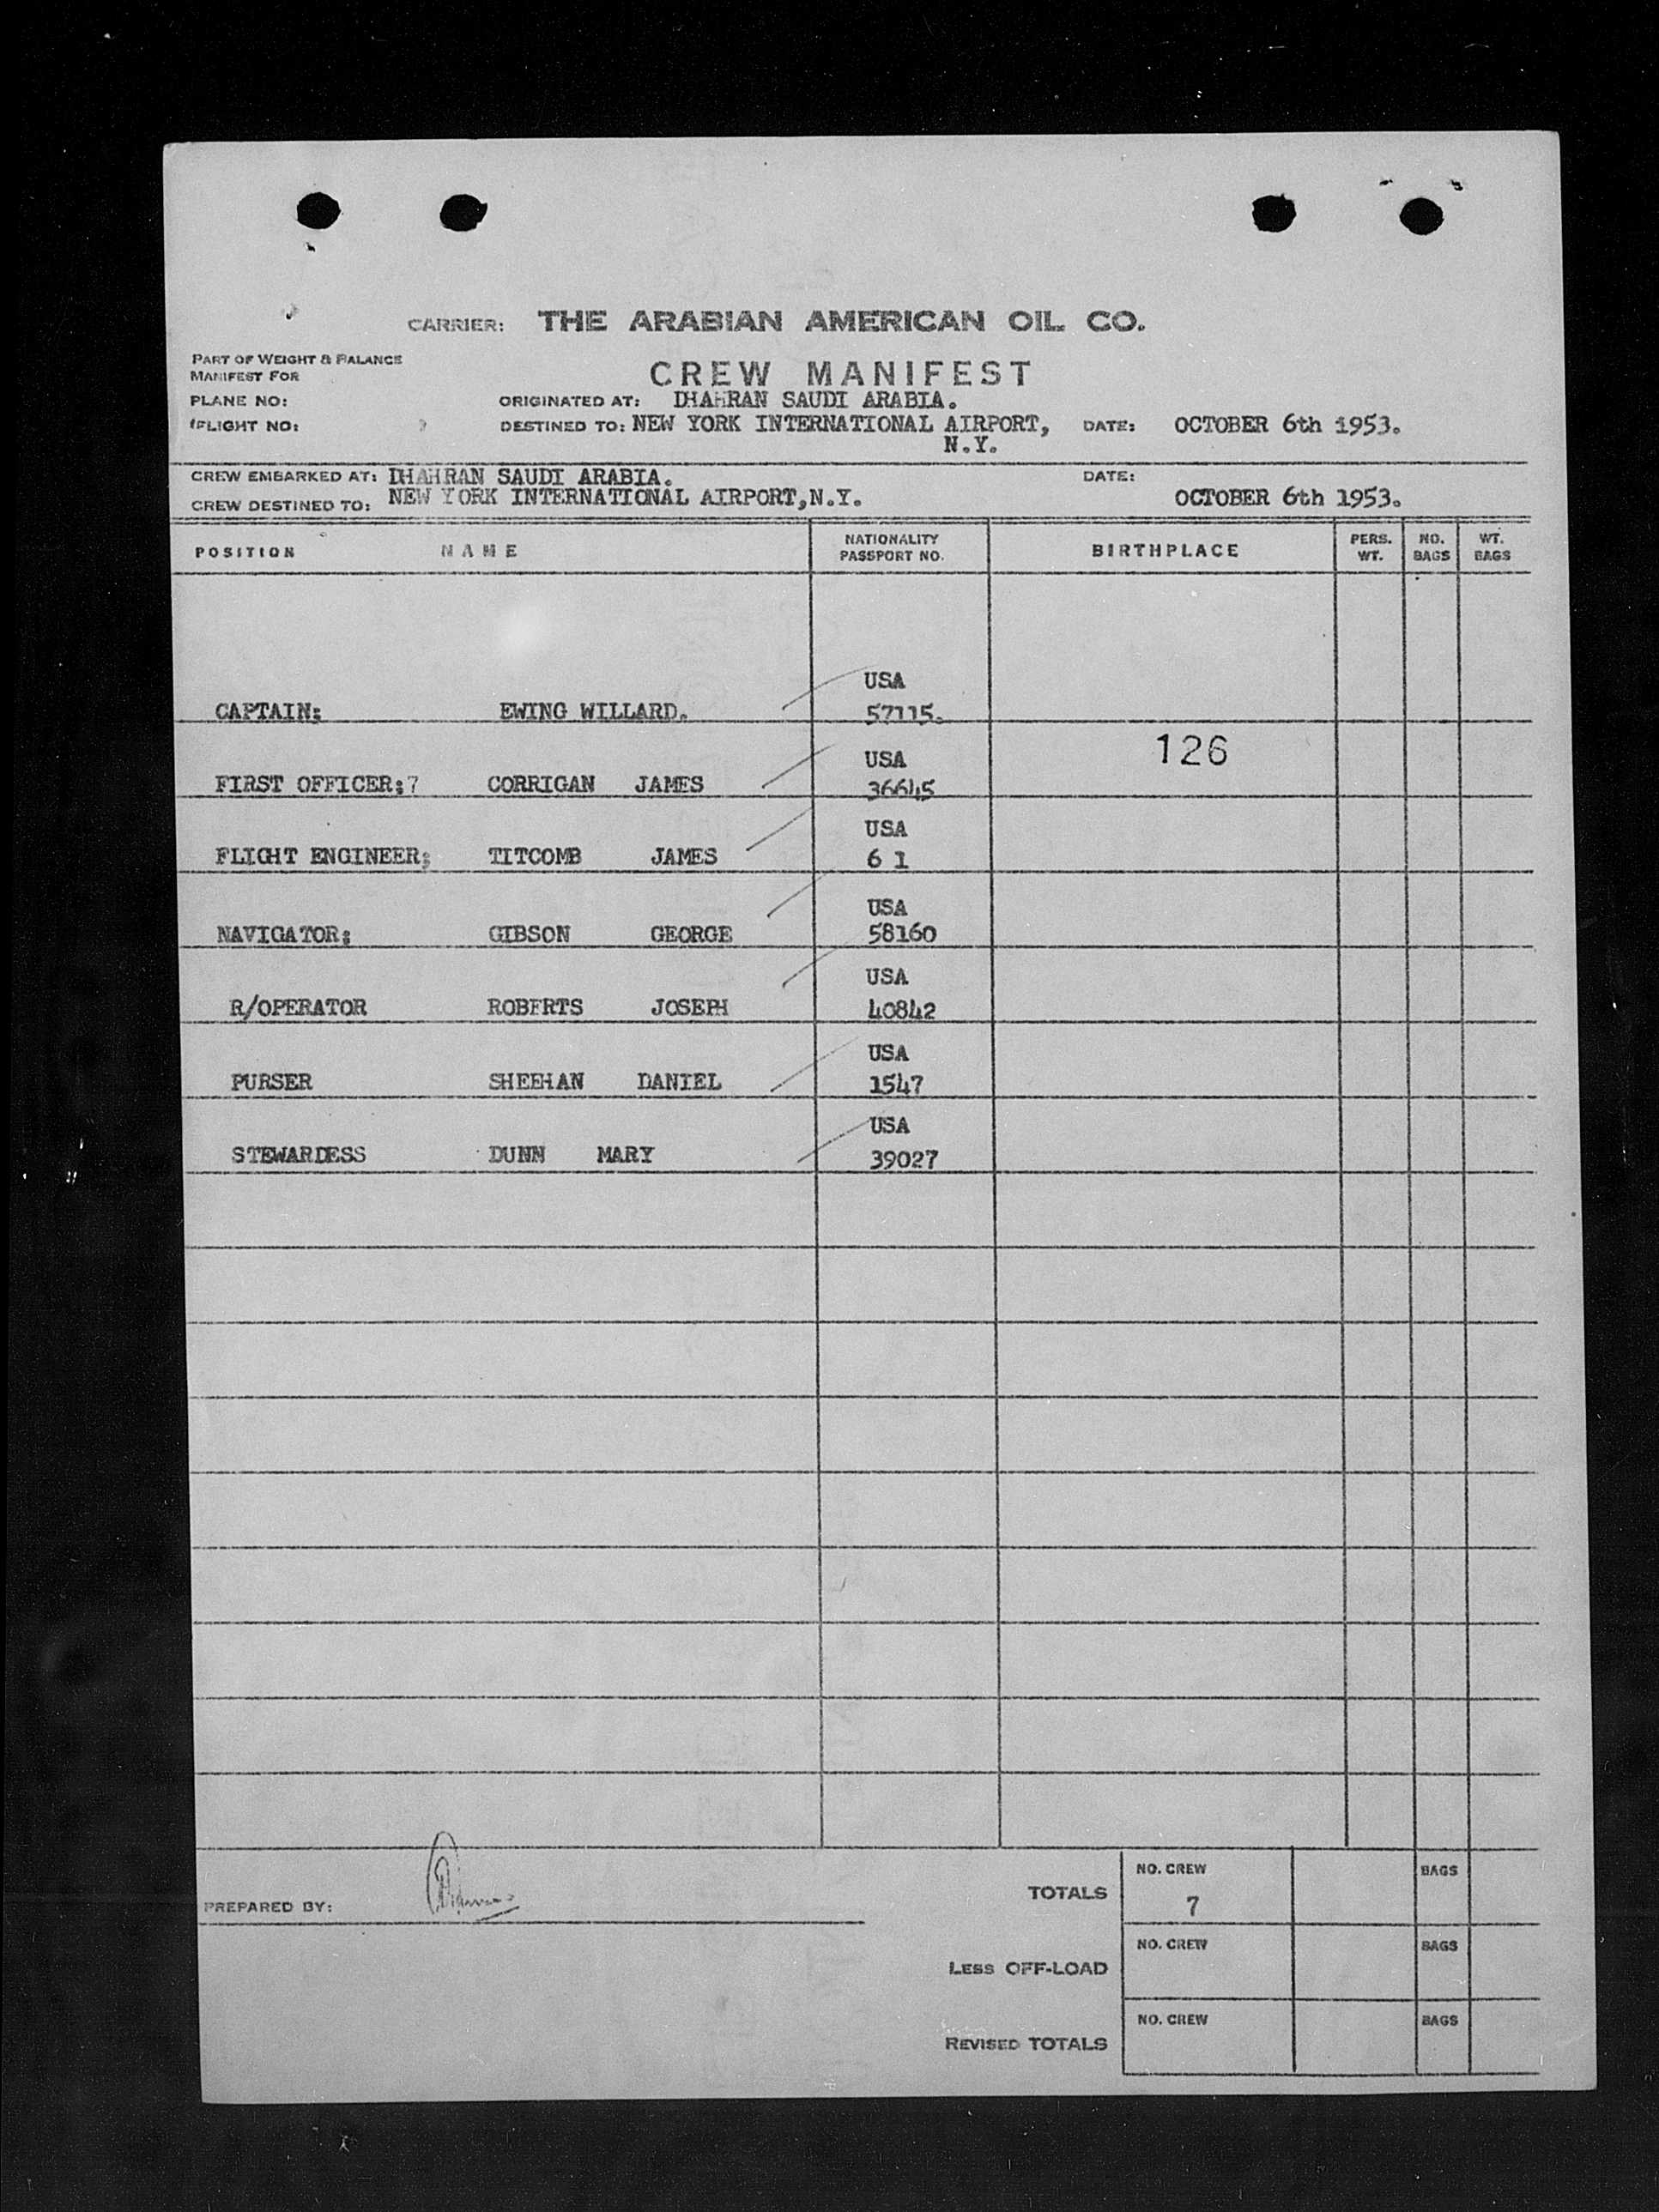 CARRIER: THE ARABIAN AMERICAN OIL CO.
PART OF WEIGHT & BALANCE
MANIFEST FOR
CREW MANIFEST
PLANE NO: ORIGINATED AT: DHAHRAN SAUDI ARABIA.
FLIGHT NO: DESTINED TO: NEW YORK INTERNATIONAL AIRPORT, DATE: OCTOBER 6th 1953.
N.Y.
CREW EMBARKED AT: DHAHRAN SAUDI ARABIA. DATE:
CREW DESTINED TO: NEW YORK INTERNATIONAL AIRPORT,N.Y. OCTOBER 6th 1953.
POSITION NAME NATIONALITY PASSPORT NO. BIRTHPLACE PERS. WT. NO. BAGS WT. BAGS
USA
CAPTAIN: EWING WILLARD. 57115.
126
USA
FIRST OFFICER:7 CORRIGAN JAMES 36645
USA
FLIGHT ENGINEER: TITCOMB JAMES 6 1
USA
NAVIGATOR: GIBSON GEORGE 58160
USA
R/OPERATOR ROBERTS JOSEPH 40842
USA
PURSER SHEEHAN DANIEL 1547
USA
STEWARDESS DUNN MARY 39027
NO. CREW BAGS
PREPARED BY: TOTALS 7
NO. CREW BAGS
LESS OFF-LOAD
NO. CREW BAGS
REVISED TOTALS